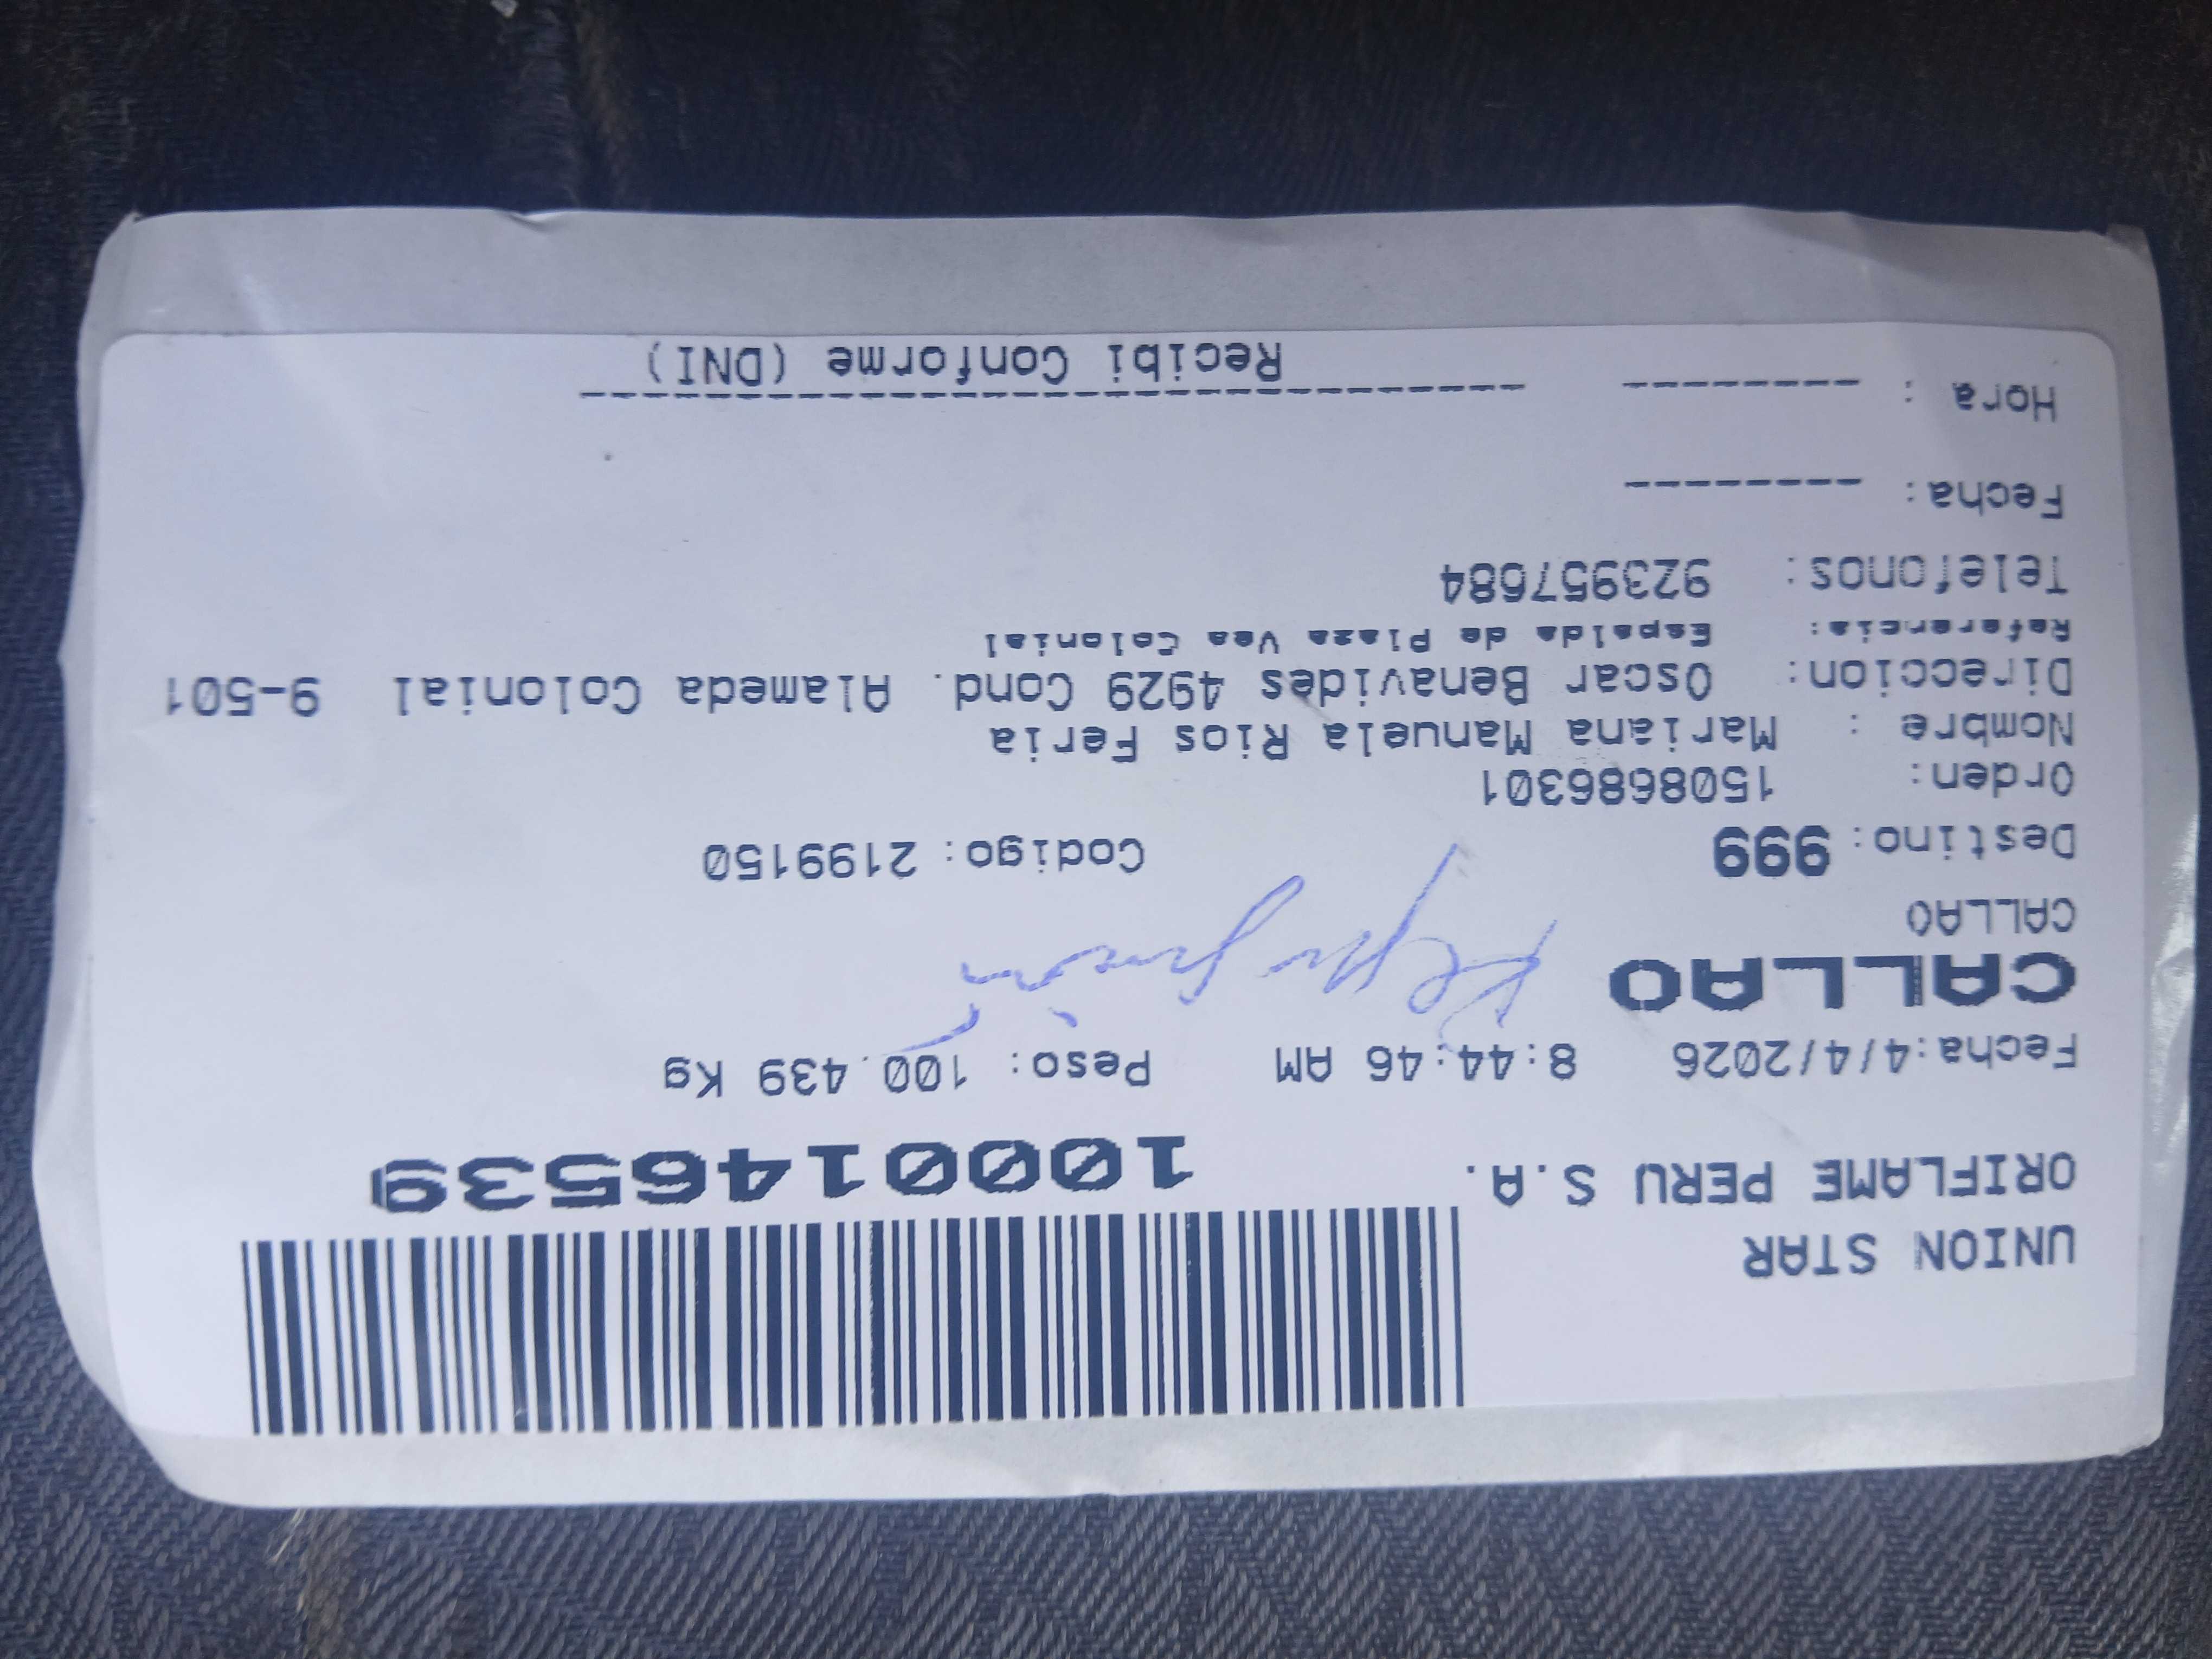 UNION STAR
ORIFLAME PERU S.A.
1000146539
Fecha:4/4/2026 8:44:46 AM Peso: 100.439 Kg
CALLAO
CALLAO
Destino: 999 Codigo: 2199150
Orden: 1508686301
Nombre : Mariana Manuela Rios Feria
Direccion: Oscar Benavides 4929 Cond. Alameda Colonial 9-501
Referencia: Espalda de Plaza Vea Colonial
Telefonos: 923957684
Fecha: ---------
Hora : ---------
Recibi Conforme (DNI)